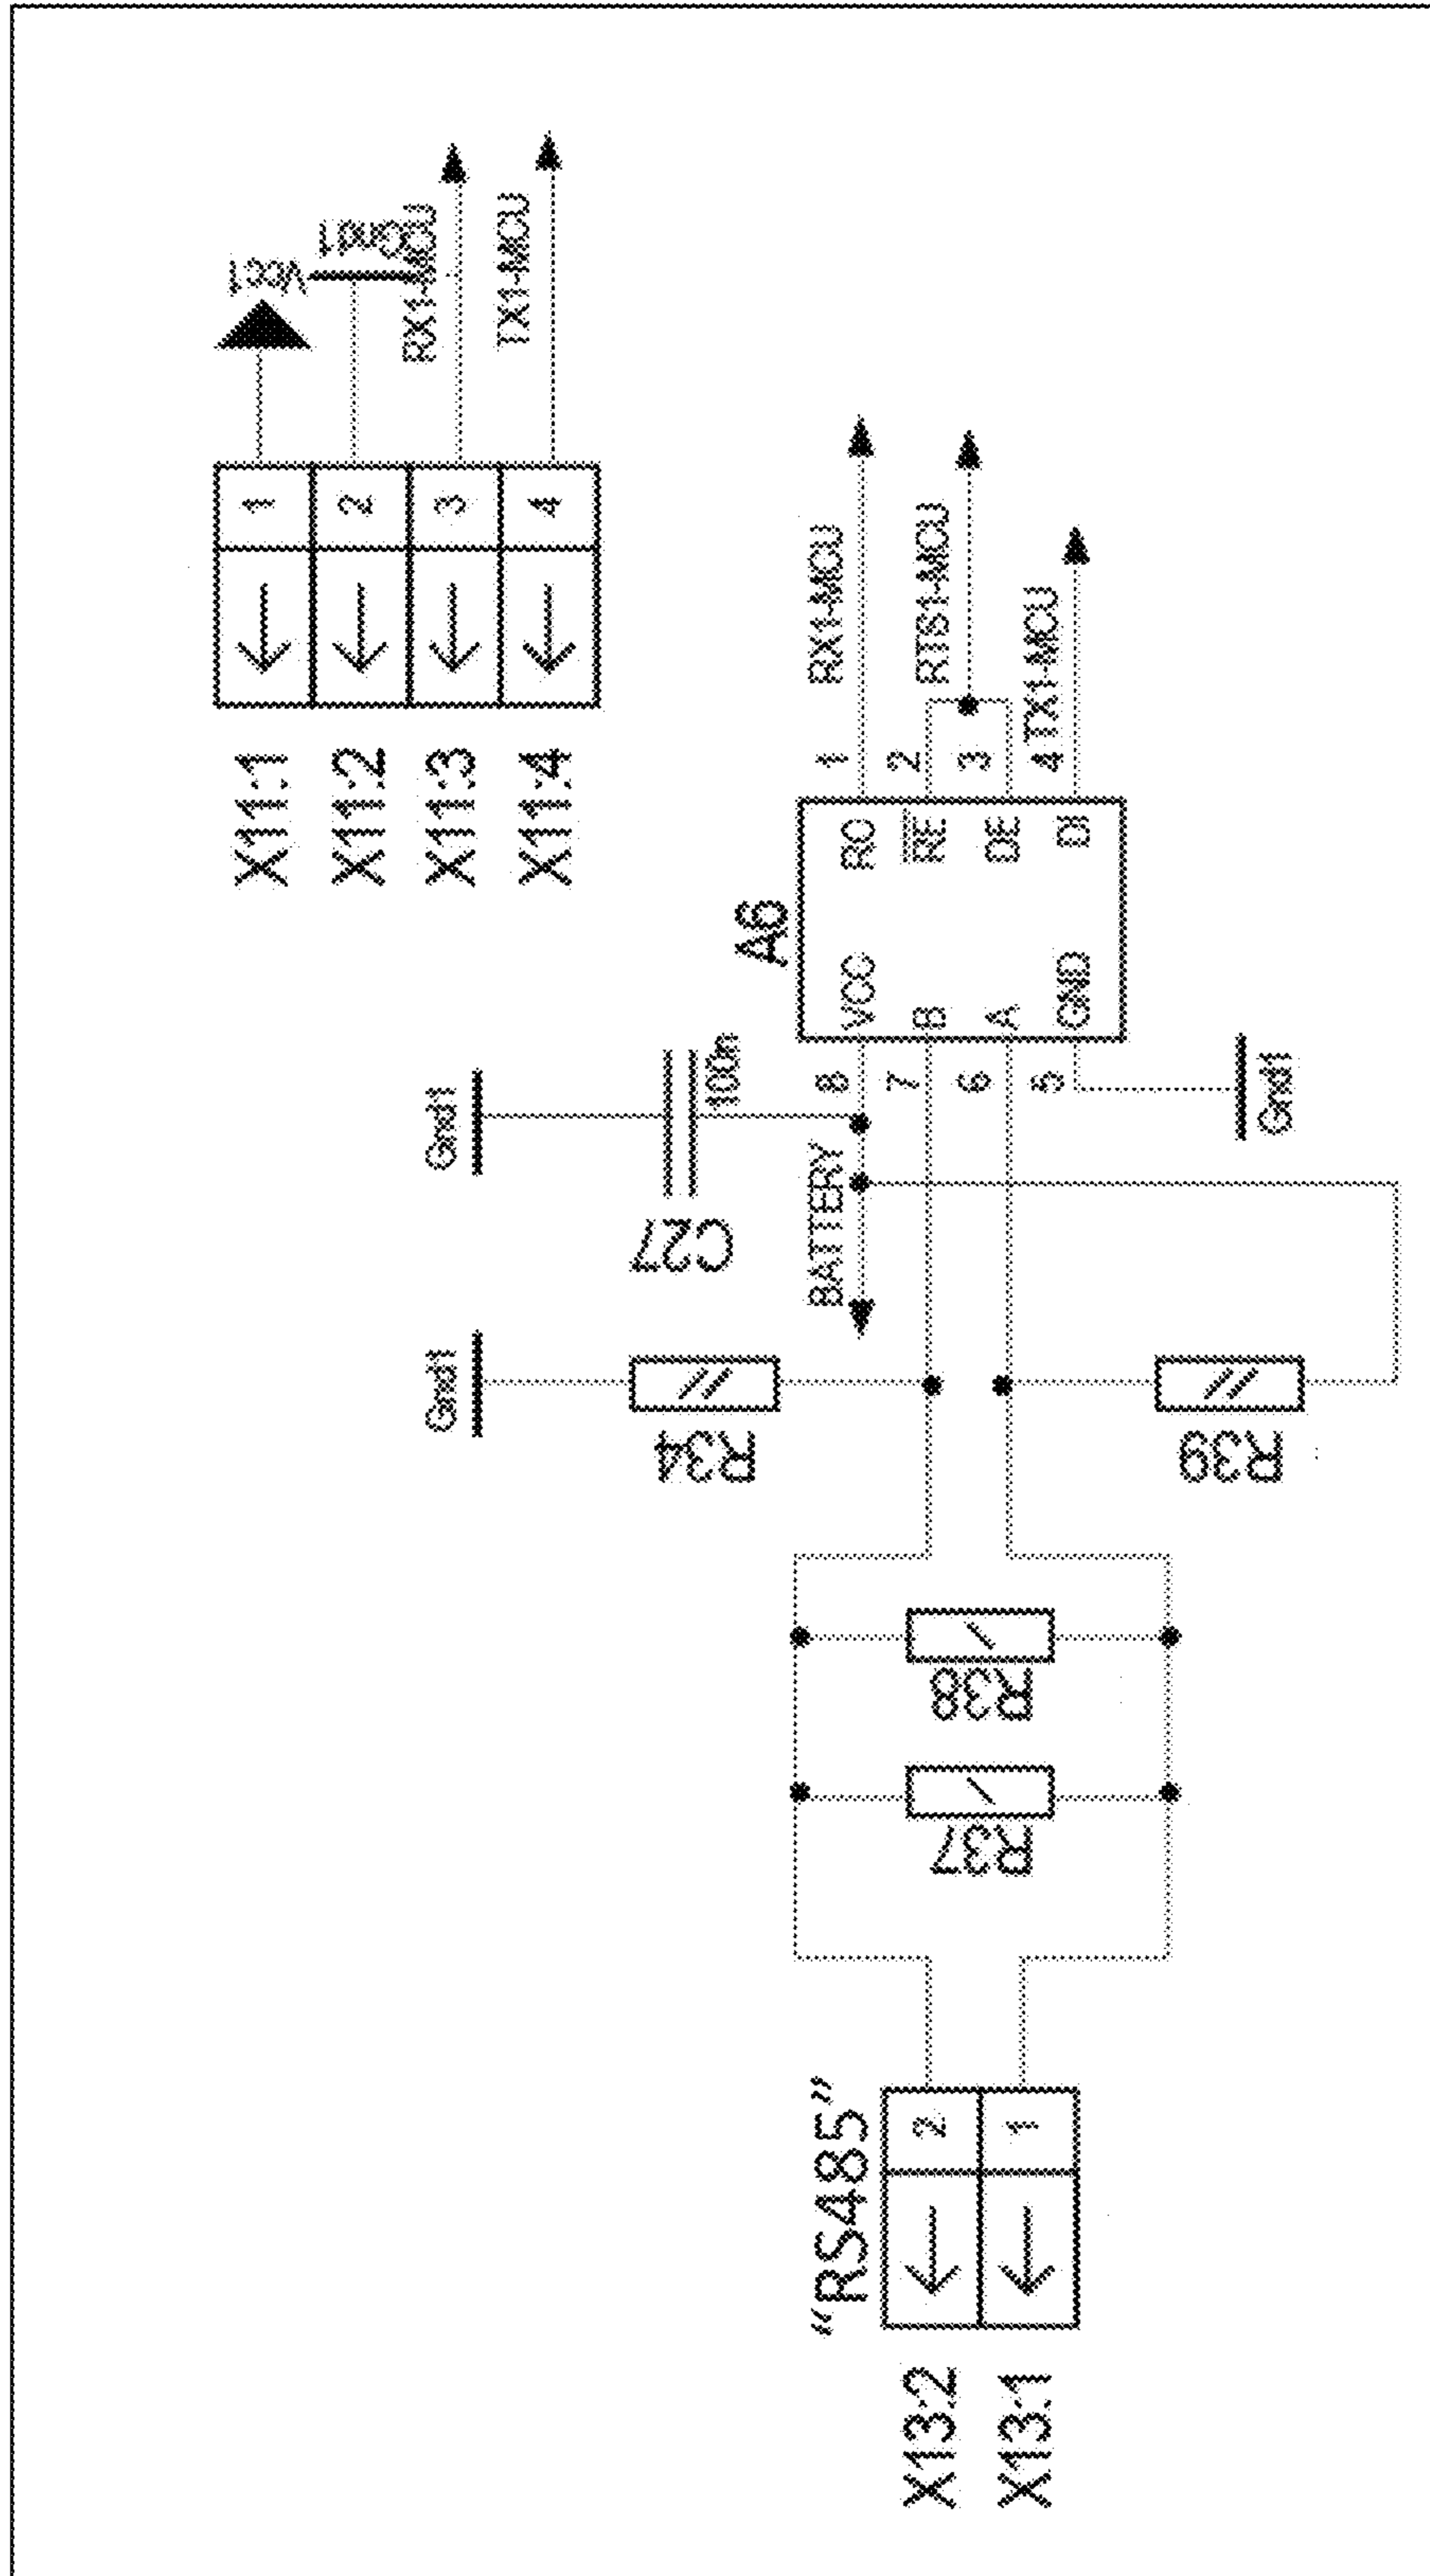 X11:1
1
Vcc1
X11:2
2
Gnd1
X11:3
3
RX1-MCU
X11:4
4
TX1-MCU
Gnd1
Gnd1
R34
C27
100n
A6
BATTERY
8
VCC
RO
1
RX1-MCU
7
B
RE
2
RTS1-MCU
6
A
DE
3
5
GND
DI
4
TX1-MCU
Gnd1
R39
R38
R37
“RS485”
X13:2
2
X13:1
1